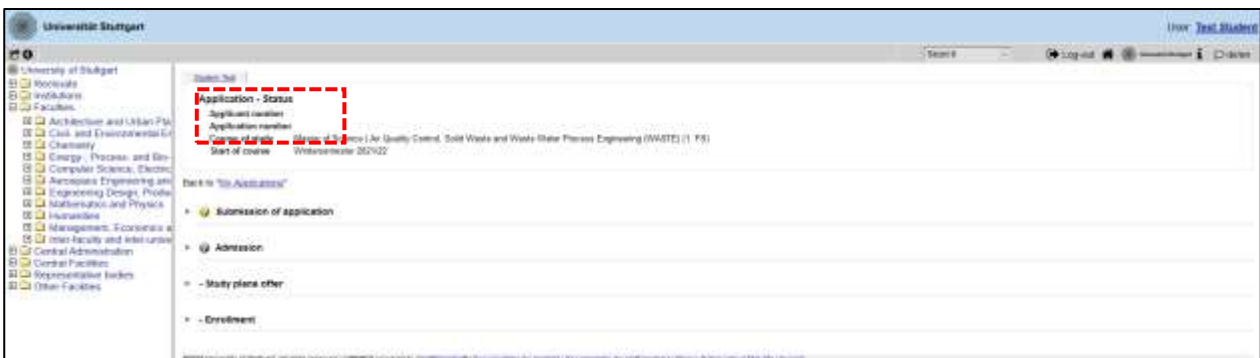 Universität Stuttgart
User: Test Student
Search
Log-out
University of Stuttgart
Rectorate
Institutions
Faculties
Architecture and Urban Pla
Civil- and Environmental E
Chemistry
Energy-, Process- and Bio-
Computer Science, Electric
Aerospace Engineering an
Engineering Design, Produ
Mathematics and Physics
Humanities
Management, Economics a
Inter-faculty and inter-unive
Central Administration
Central Facilities
Representative bodies
Other Facilities
Application - Status
Applicant number
Application number
Course of study Master of Science | Air Quality Control, Solid Waste and Waste Water Process Engineering (WASTE) (1. FS)
Start of course Wintersemester 2021/22
Back to "My Applications"
Submission of application
Admission
- Study place offer
- Enrollment